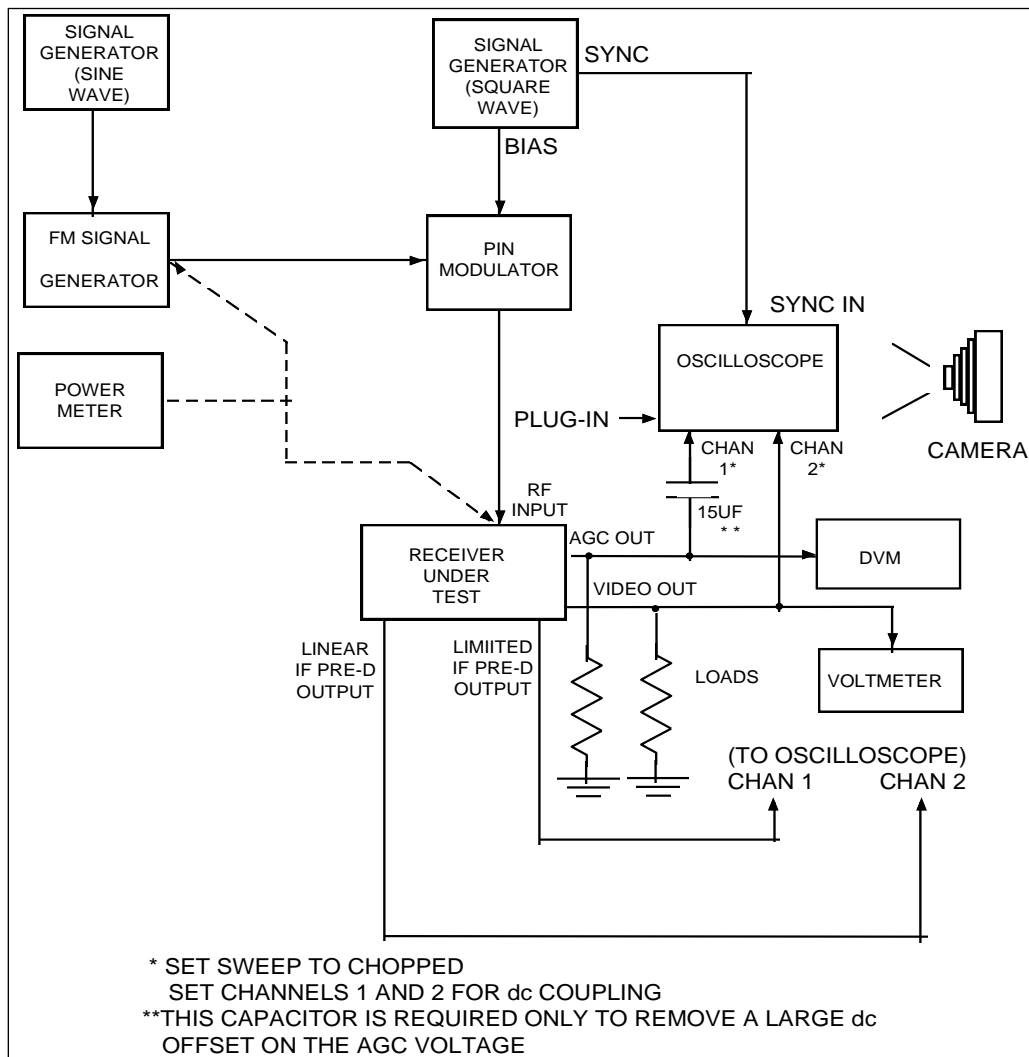 SIGNAL
GENERATOR
(SINE
WAVE)
SIGNAL
GENERATOR
(SQUARE
WAVE)
SYNC
BIAS
FM SIGNAL
GENERATOR
PIN
MODULATOR
SYNC IN
OSCILLOSCOPE
POWER
METER
PLUG-IN
CHAN
1*
CHAN
2*
CAMERA
RF
INPUT
15UF
* *
AGC OUT
RECEIVER
UNDER
TEST
DVM
VIDEO OUT
LINEAR
IF PRE-D
OUTPUT
LIMIITED
IF PRE-D
OUTPUT
LOADS
VOLTMETER
(TO OSCILLOSCOPE)
CHAN 1
CHAN 2
* SET SWEEP TO CHOPPED
SET CHANNELS 1 AND 2 FOR dc COUPLING
**THIS CAPACITOR IS REQUIRED ONLY TO REMOVE A LARGE dc
OFFSET ON THE AGC VOLTAGE